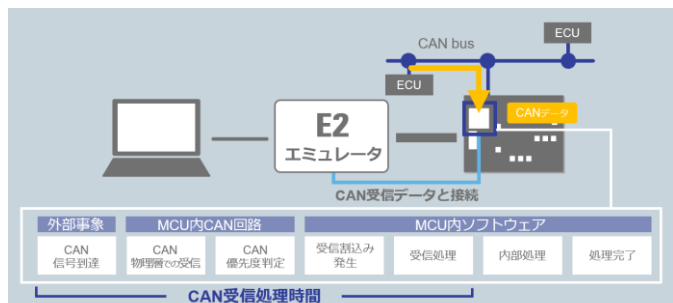 ECU
CAN bus
ECU
CANデータ
E2
エミュレータ
CAN受信データと接続
外部事象
MCU内CAN回路
MCU内ソフトウェア
CAN
信号到達
CAN
物理層での受信
CAN
優先度判定
受信割込み
発生
受信処理
内部処理
処理完了
CAN受信処理時間